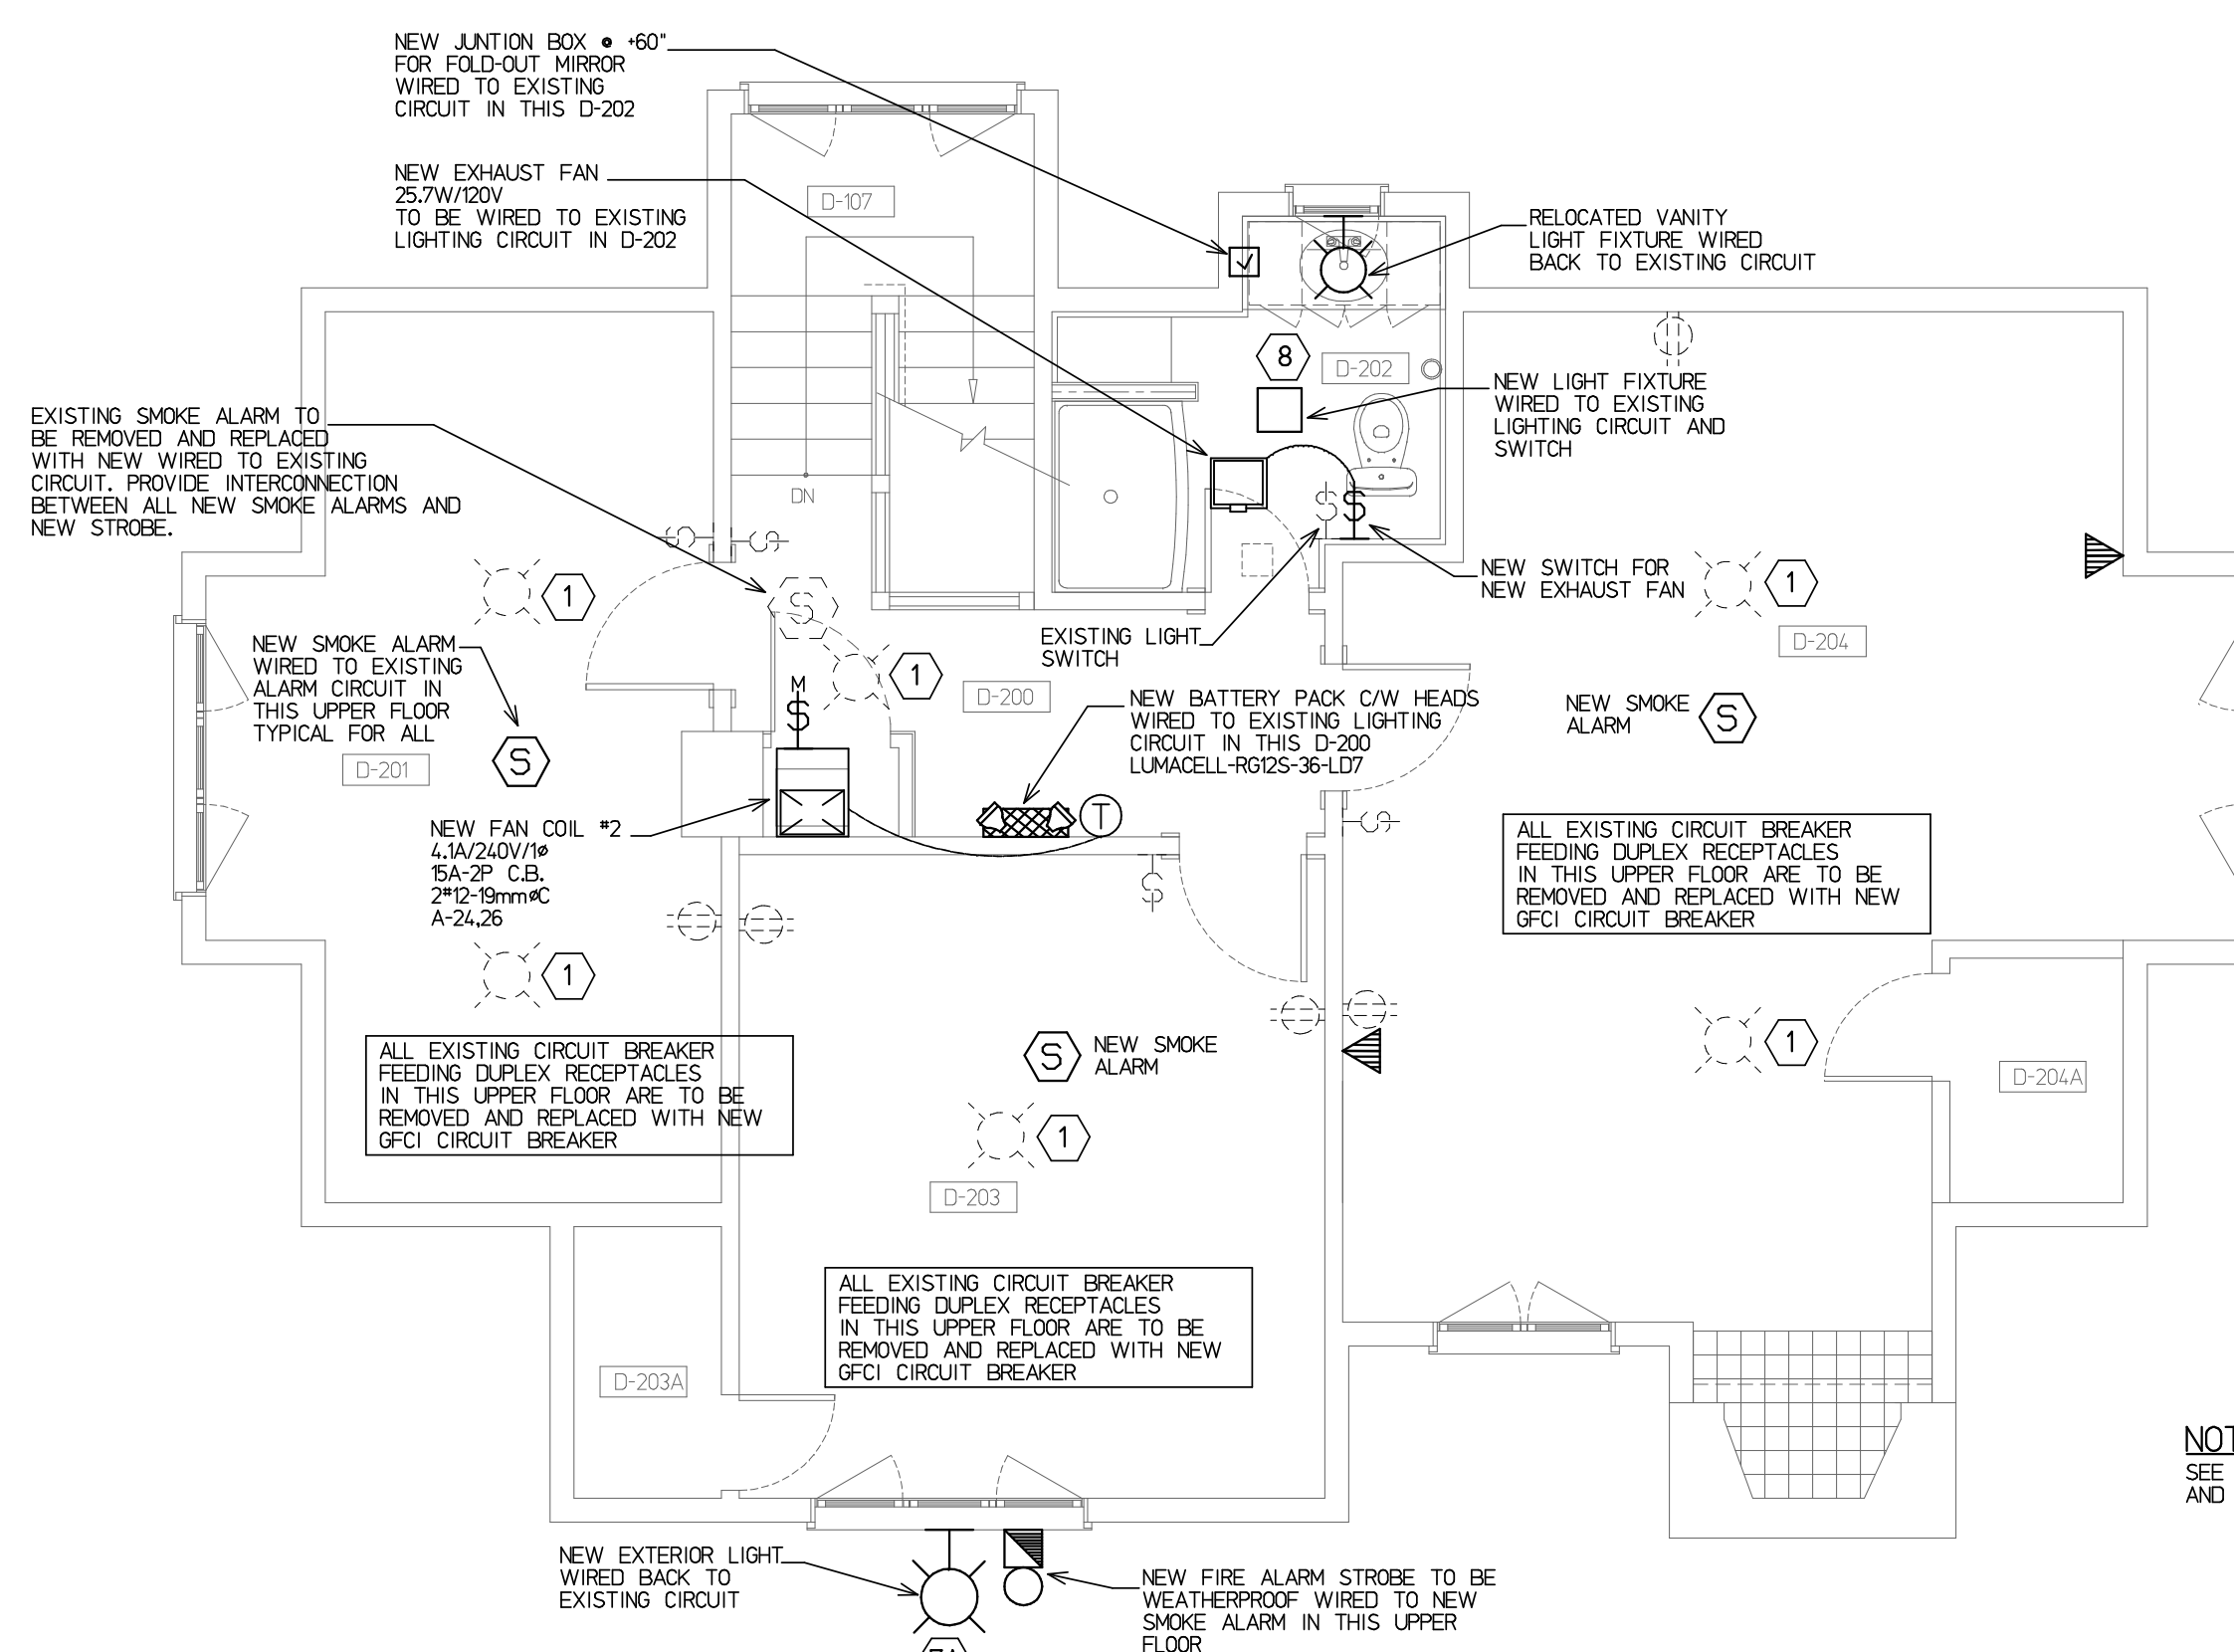 NEW JUNTION BOX @ +60"
FOR FOLD-OUT MIRROR
WIRED TO EXISTING
CIRCUIT IN THIS D-202
NEW EXHAUST FAN
25.7W/120V
TO BE WIRED TO EXISTING
LIGHTING CIRCUIT IN D-202
D-107
RELOCATED VANITY
LIGHT FIXTURE WIRED
BACK TO EXISTING CIRCUIT
8
D-202
NEW LIGHT FIXTURE
WIRED TO EXISTING
LIGHTING CIRCUIT AND
SWITCH
EXISTING SMOKE ALARM TO
BE REMOVED AND REPLACED
WITH NEW WIRED TO EXISTING
CIRCUIT. PROVIDE INTERCONNECTION
BETWEEN ALL NEW SMOKE ALARMS AND
NEW STROBE.
DN
S
S
S
S
S
1
NEW SWITCH FOR
NEW EXHAUST FAN
1
D-204
EXISTING LIGHT
SWITCH
NEW SMOKE ALARM
WIRED TO EXISTING
ALARM CIRCUIT IN
THIS UPPER FLOOR
TYPICAL FOR ALL
S
D-201
1
D-200
M
S
NEW BATTERY PACK C/W HEADS
WIRED TO EXISTING LIGHTING
CIRCUIT IN THIS D-200
LUMACELL-RG12S-36-LD7
T
NEW SMOKE
ALARM
S
S
S
NEW FAN COIL #2
4.1A/240V/1ø
15A-2P C.B.
2#12-19mmøC
A-24,26
1
ALL EXISTING CIRCUIT BREAKER
FEEDING DUPLEX RECEPTACLES
IN THIS UPPER FLOOR ARE TO BE
REMOVED AND REPLACED WITH NEW
GFCI CIRCUIT BREAKER
ALL EXISTING CIRCUIT BREAKER
FEEDING DUPLEX RECEPTACLES
IN THIS UPPER FLOOR ARE TO BE
REMOVED AND REPLACED WITH NEW
GFCI CIRCUIT BREAKER
S
NEW SMOKE
ALARM
1
1
D-204A
D-203
ALL EXISTING CIRCUIT BREAKER
FEEDING DUPLEX RECEPTACLES
IN THIS UPPER FLOOR ARE TO BE
REMOVED AND REPLACED WITH NEW
GFCI CIRCUIT BREAKER
D-203A
NOT
SEE
AND
NEW EXTERIOR LIGHT
WIRED BACK TO
EXISTING CIRCUIT
NEW FIRE ALARM STROBE TO BE
WEATHERPROOF WIRED TO NEW
SMOKE ALARM IN THIS UPPER
FLOOR